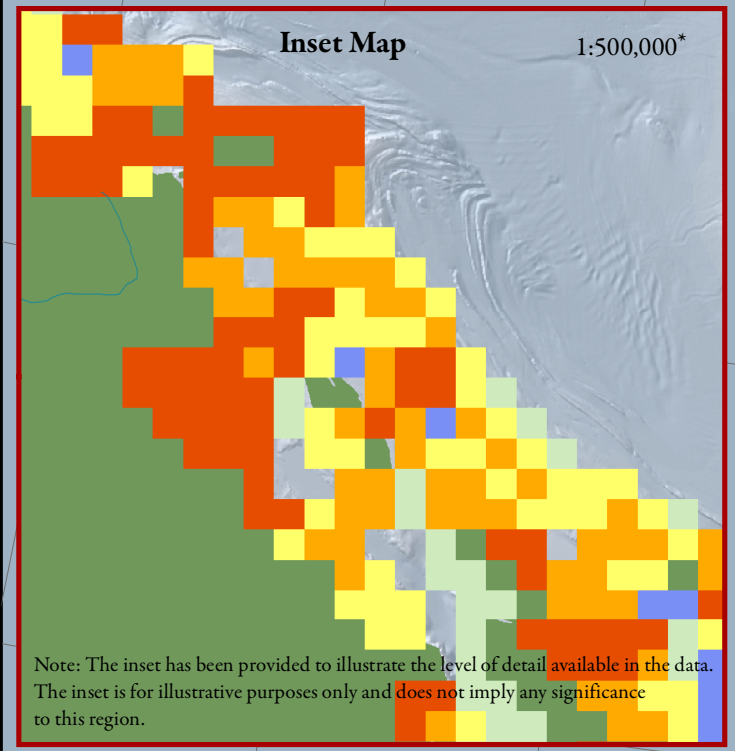 Inset Map
1:500,000*
Note: The inset has been provided to illustrate the level of detail available in the data.
The inset is for illustrative purposes only and does not imply any significance
to this region.